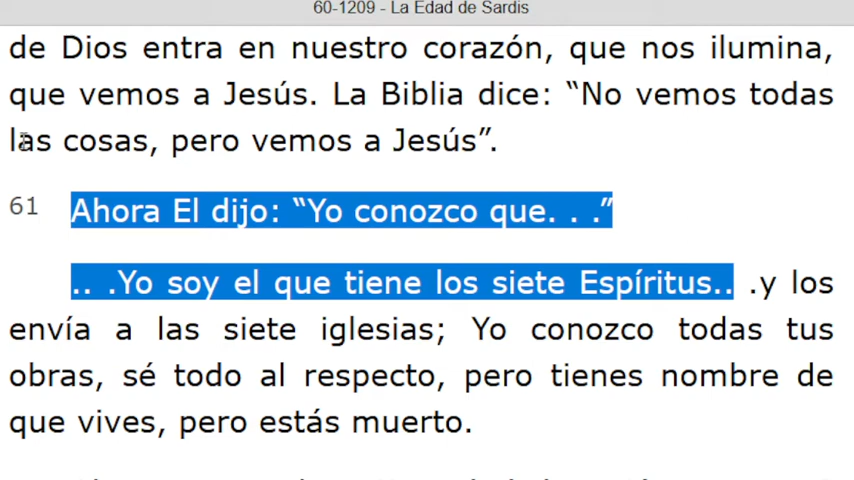 60-1209 - La Edad de Sardis
de Dios entra en nuestro corazón, que nos ilumina,
que vemos a Jesús. La Biblia dice: “No vemos todas
las cosas, pero vemos a Jesús”.
61 Ahora El dijo: “Yo conozco que. . .”
.. .Yo soy el que tiene los siete Espíritus.. .y los
envía a las siete iglesias; Yo conozco todas tus
obras, sé todo al respecto, pero tienes nombre de
que vives, pero estás muerto.